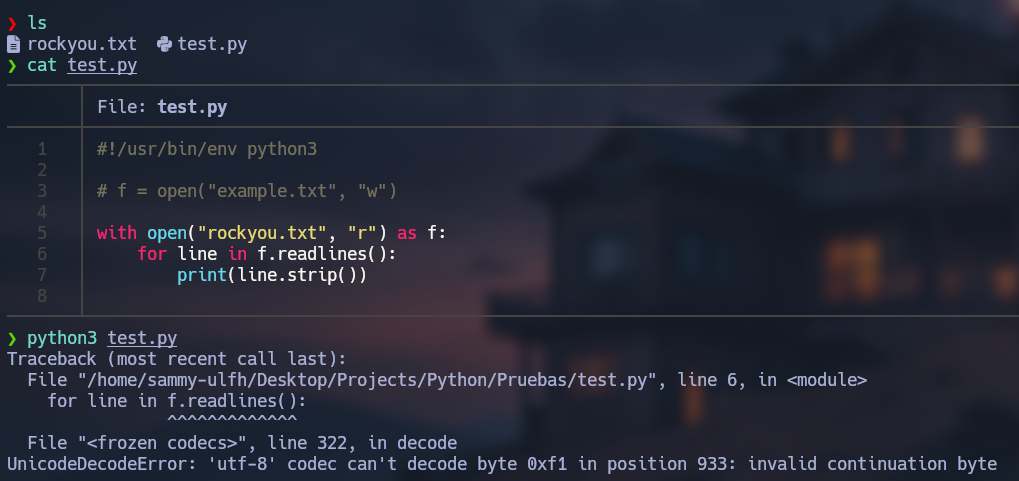 ❯ ls
rockyou.txt test.py
❯ cat test.py
File: test.py
1 #!/usr/bin/env python3
2
3 # f = open("example.txt", "w")
4
5 with open("rockyou.txt", "r") as f:
6     for line in f.readlines():
7         print(line.strip())
8
❯ python3 test.py
Traceback (most recent call last):
  File "/home/sammy-ulfh/Desktop/Projects/Python/Pruebas/test.py", line 6, in <module>
    for line in f.readlines():
                ^^^^^^^^^^^^^
  File "<frozen codecs>", line 322, in decode
UnicodeDecodeError: 'utf-8' codec can't decode byte 0xf1 in position 933: invalid continuation byte